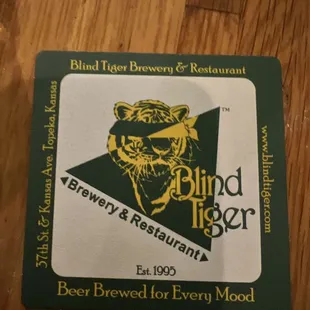 Blind Tiger Brewery & Restaurant
37th St. & Kansas Ave. Topeka, Kansas
www.blindtiger.com
TM
Blind
Tiger
Brewery & Restaurant
Est. 1995
Beer Brewed for Every Mood